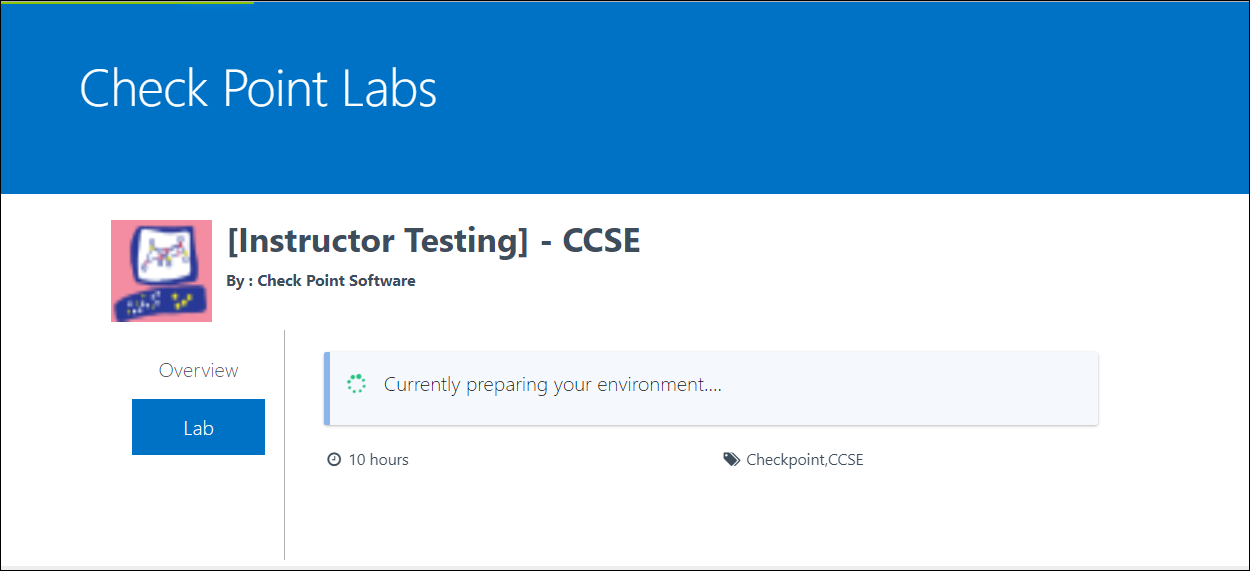 Check Point Labs
[Instructor Testing] - CCSE
By : Check Point Software
Overview
Lab
Currently preparing your environment....
10 hours
Checkpoint,CCSE